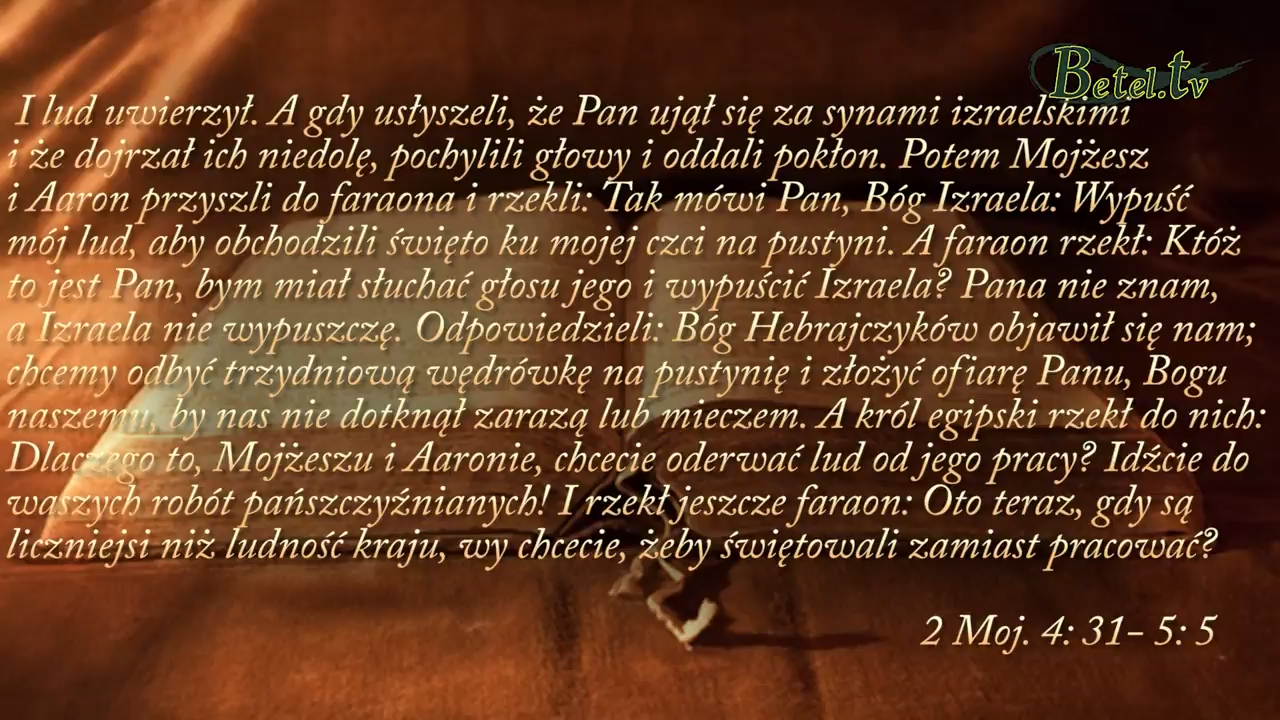 Betel.tv
I lud uwierzył. A gdy usłyszeli, że Pan ujął się za synami izraelskimi
i że dojrzał ich niedolę, pochylili głowy i oddali pokłon. Potem Mojżesz
i Aaron przyszli do faraona i rzekli: Tak mówi Pan, Bóg Izraela: Wypuść
mój lud, aby obchodzili święto ku mojej czci na pustyni. A faraon rzekł: Któż
to jest Pan, bym miał słuchać głosu jego i wypuścić Izraela? Pana nie znam,
a Izraela nie wypuszczę. Odpowiedzieli: Bóg Hebrajczyków objawił się nam;
chcemy odbyć trzydniową wędrówkę na pustynię i złożyć ofiarę Panu, Bogu
naszemu, by nas nie dotknął zarazą lub mieczem. A król egipski rzekł do nich:
Dlaczego to, Mojżeszu i Aaronie, chcecie oderwać lud od jego pracy? Idźcie do
waszych robót pańszczyźnianych! I rzekł jeszcze faraon: Oto teraz, gdy są
liczniejsi niż ludność kraju, wy chcecie, żeby świętowali zamiast pracować?
2 Moj. 4: 31– 5: 5